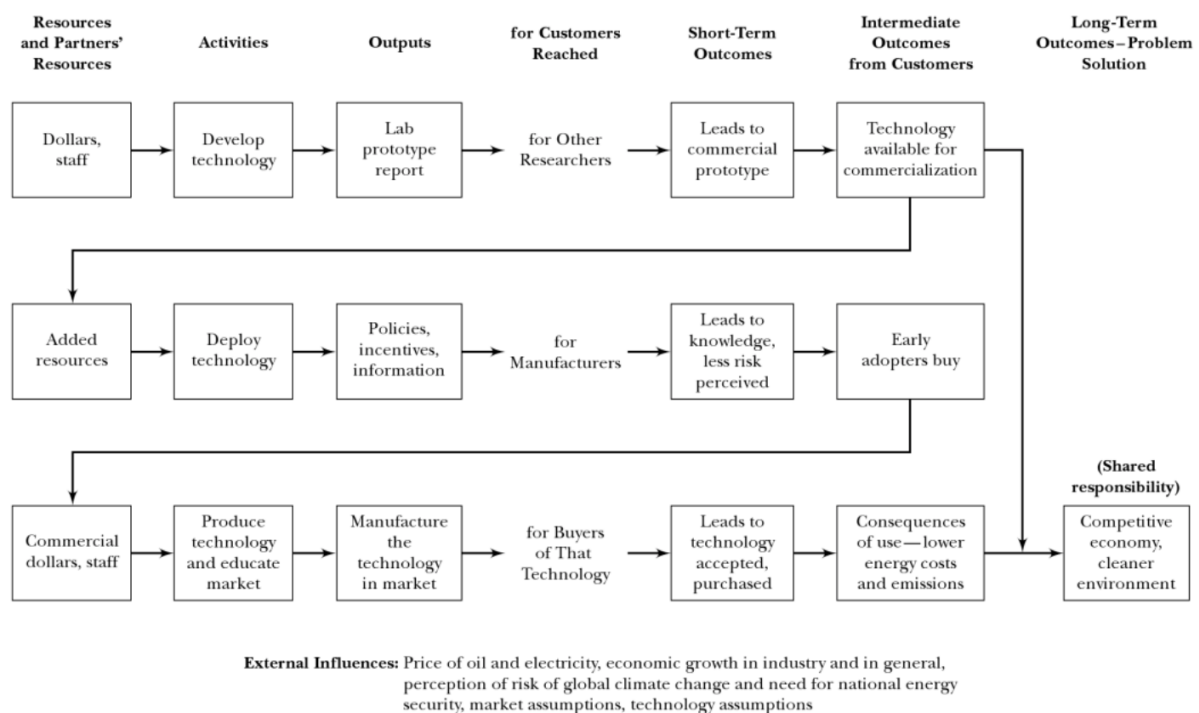 Resources
and Partners'
Resources
Activities
Outputs
for Customers
Reached
Short-Term
Outcomes
Intermediate
Outcomes
from Customers
Long-Term
Outcomes–Problem
Solution
Dollars,
staff
Develop
technology
Lab
prototype
report
for Other
Researchers
Leads to
commercial
prototype
Technology
available for
commercialization
Added
resources
Deploy
technology
Policies,
incentives,
information
for
Manufacturers
Leads to
knowledge,
less risk
perceived
Early
adopters buy
Commercial
dollars, staff
Produce
technology
and educate
market
Manufacture
the
technology
in market
for Buyers
of That
Technology
Leads to
technology
accepted,
purchased
Consequences
of use—lower
energy costs
and emissions
(Shared
responsibility)
Competitive
economy,
cleaner
environment
External Influences: Price of oil and electricity, economic growth in industry and in general,
perception of risk of global climate change and need for national energy
security, market assumptions, technology assumptions